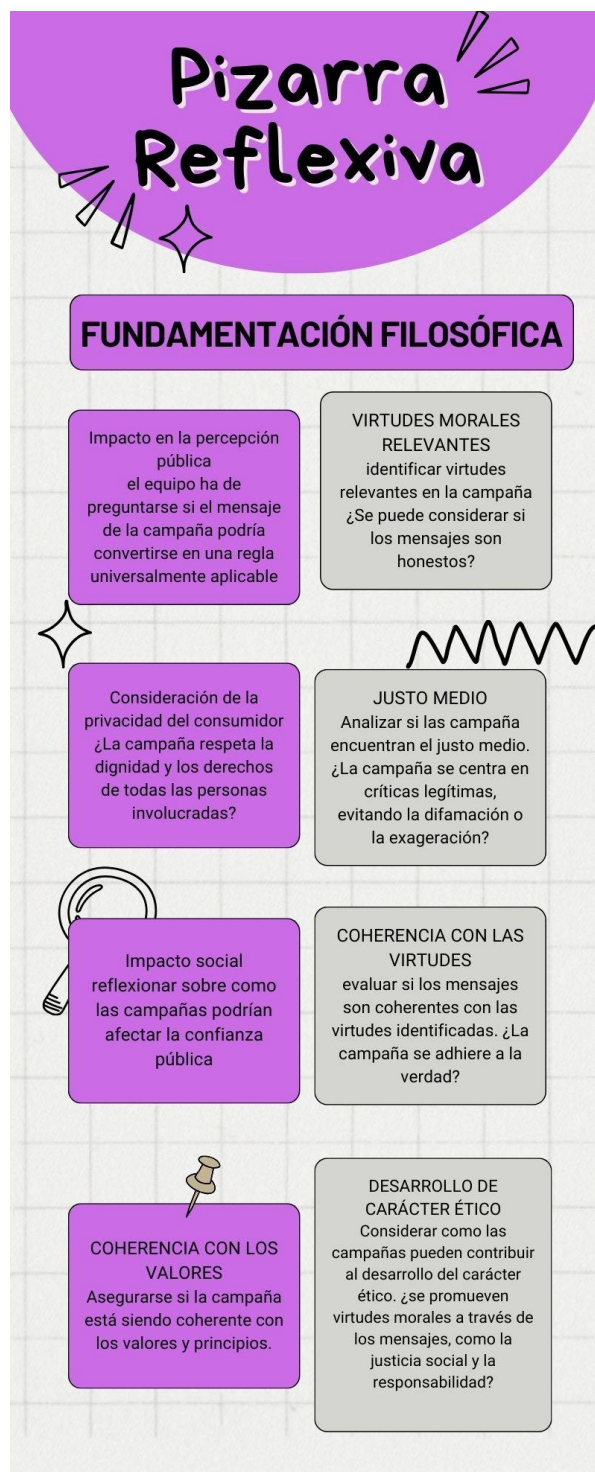 Pizarra
Reflexiva
FUNDAMENTACIÓN FILOSÓFICA
Impacto en la percepción
pública
el equipo ha de
preguntarse si el mensaje
de la campaña podría
convertirse en una regla
universalmente aplicable
VIRTUDES MORALES
RELEVANTES
identificar virtudes
relevantes en la campaña
¿Se puede considerar si
los mensajes son
honestos?
Consideración de la
privacidad del consumidor
¿La campaña respeta la
dignidad y los derechos
de todas las personas
involucradas?
JUSTO MEDIO
Analizar si las campaña
encuentran el justo medio.
¿La campaña se centra en
críticas legítimas,
evitando la difamación o
la exageración?
Impacto social
reflexionar sobre como
las campañas podrían
afectar la confianza
pública
COHERENCIA CON LAS
VIRTUDES
evaluar si los mensajes
son coherentes con las
virtudes identificadas. ¿La
campaña se adhiere a la
verdad?
COHERENCIA CON LOS
VALORES
Asegurarse si la campaña
está siendo coherente con
los valores y principios.
DESARROLLO DE
CARÁCTER ÉTICO
Considerar como las
campañas pueden contribuir
al desarrollo del carácter
ético. ¿se promueven
virtudes morales a través de
los mensajes, como la
justicia social y la
responsabilidad?